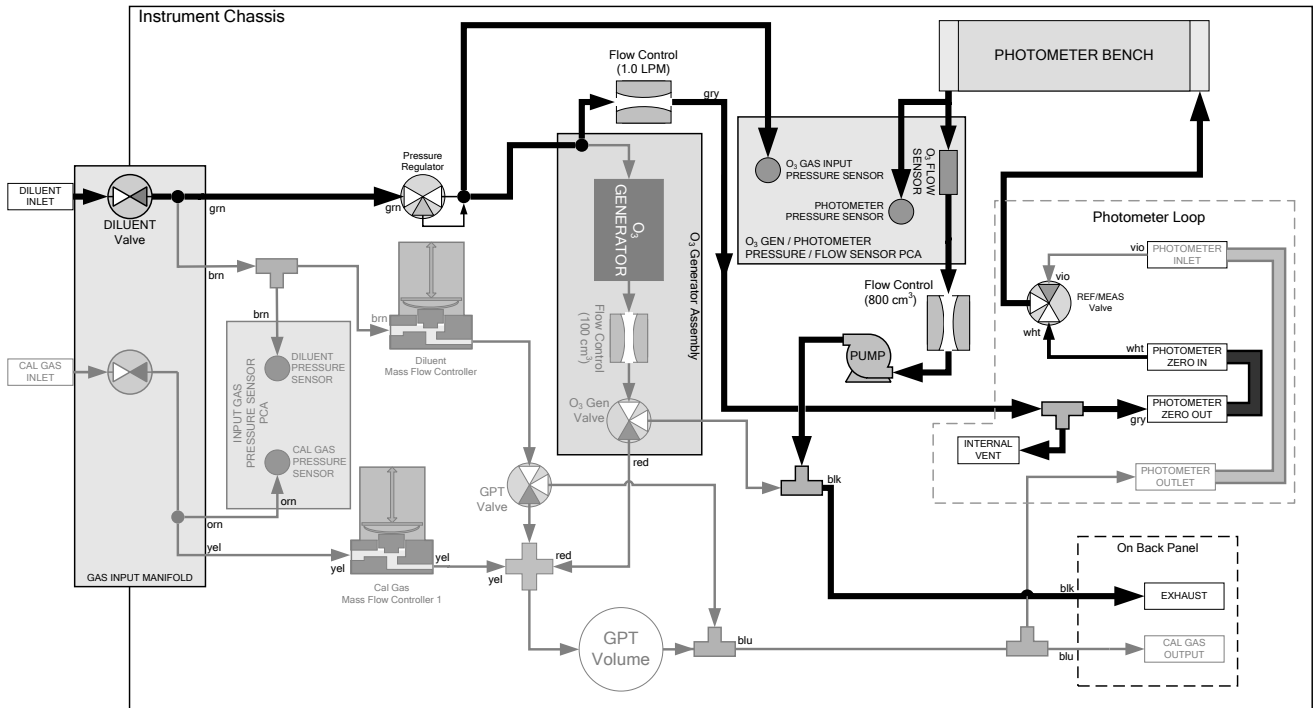 Instrument Chassis
Flow Control
(1.0 LPM)
gry
PHOTOMETER BENCH
Pressure
Regulator
O₃ FLOW
SENSOR
O₃ GAS INPUT
PRESSURE SENSOR
PHOTOMETER
PRESSURE SENSOR
O₃ GEN / PHOTOMETER
PRESSURE / FLOW SENSOR PCA
DILUENT
INLET
DILUENT
Valve
grn
grn
O₃
GENERATOR
O₃ Generator Assembly
Photometer Loop
vio
PHOTOMETER
INLET
vio
REF/MEAS
Valve
wht
wht
PHOTOMETER
ZERO IN
brn
brn
brn
Flow Control
(800 cm³)
Flow Control
(100 cm³)
PUMP
DILUENT
PRESSURE
SENSOR
Diluent
Mass Flow Controller
CAL GAS
INLET
INPUT GAS
PRESSURE SENSOR
PCA
O₃ Gen
Valve
PHOTOMETER
ZERO OUT
gry
INTERNAL
VENT
CAL GAS
PRESSURE
SENSOR
red
blk
PHOTOMETER
OUTLET
GPT
Valve
orn
orn
yel
yel
yel
yel
red
GAS INPUT MANIFOLD
Cal Gas
Mass Flow Controller 1
On Back Panel
blk
EXHAUST
GPT
Volume
blu
blu
CAL GAS
OUTPUT